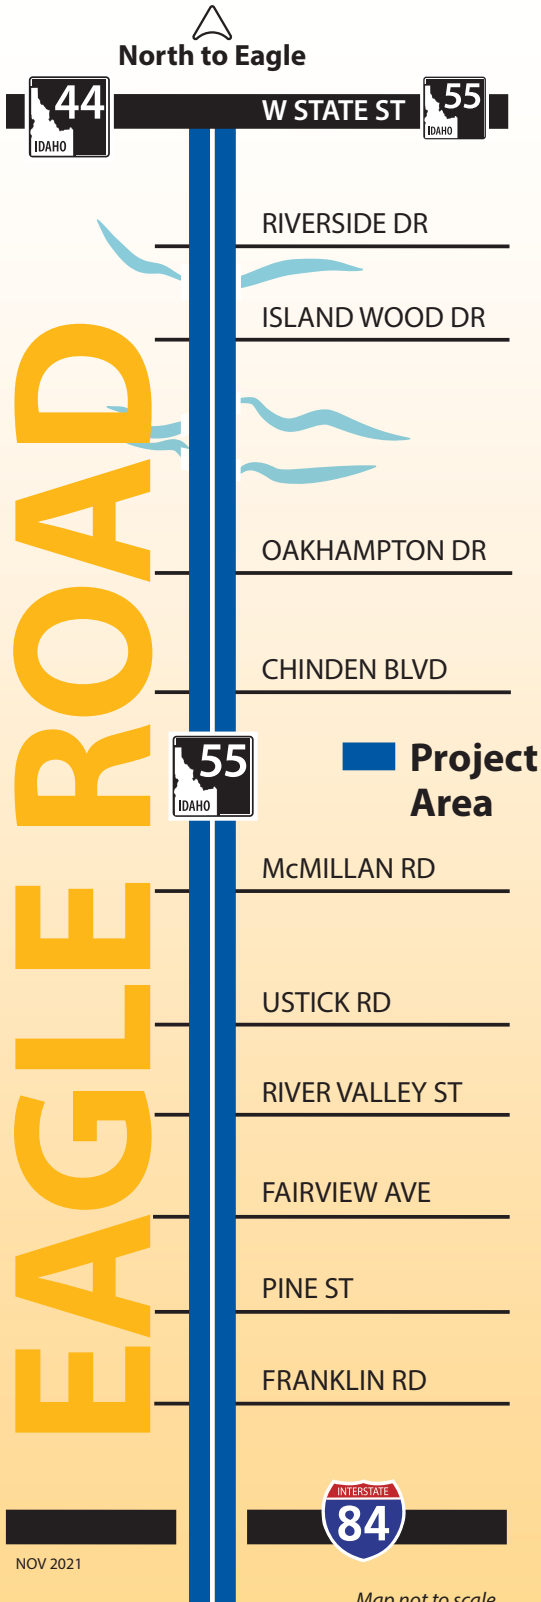 North to Eagle
44
IDAHO
W STATE ST
55
IDAHO
RIVERSIDE DR
ISLAND WOOD DR
OAKHAMPTON DR
CHINDEN BLVD
EAGLE ROAD
55
IDAHO
Project
Area
McMILLAN RD
USTICK RD
RIVER VALLEY ST
FAIRVIEW AVE
PINE ST
FRANKLIN RD
INTERSTATE
84
NOV 2021
Map not to scale